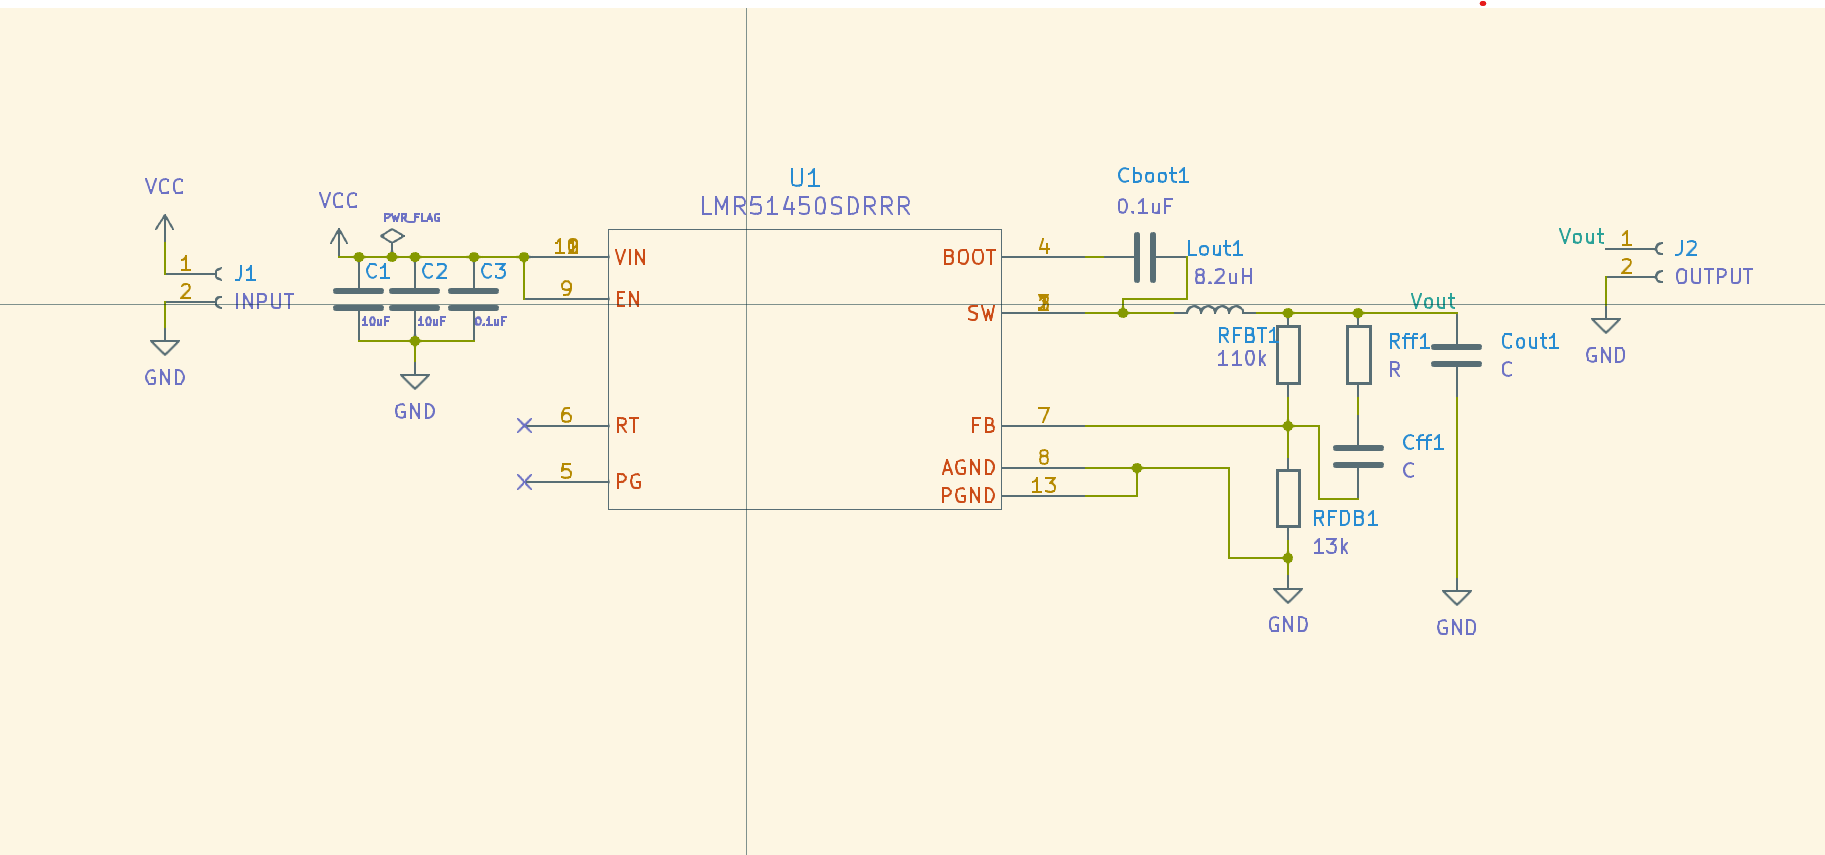 VCC
1
J1
2
INPUT
GND
VCC
PWR_FLAG
C1
C2
C3
10uF
10uF
0.1uF
GND
U1
LMR51450SDRRR
VIN
9
EN
6
RT
5
PG
BOOT
4
SW
FB
7
AGND
8
PGND
13
Cboot1
0.1uF
Lout1
8.2uH
RFBT1
110k
Rff1
R
Vout
Cout1
C
Cff1
C
RFDB1
13k
GND
GND
Vout
1
J2
2
OUTPUT
GND